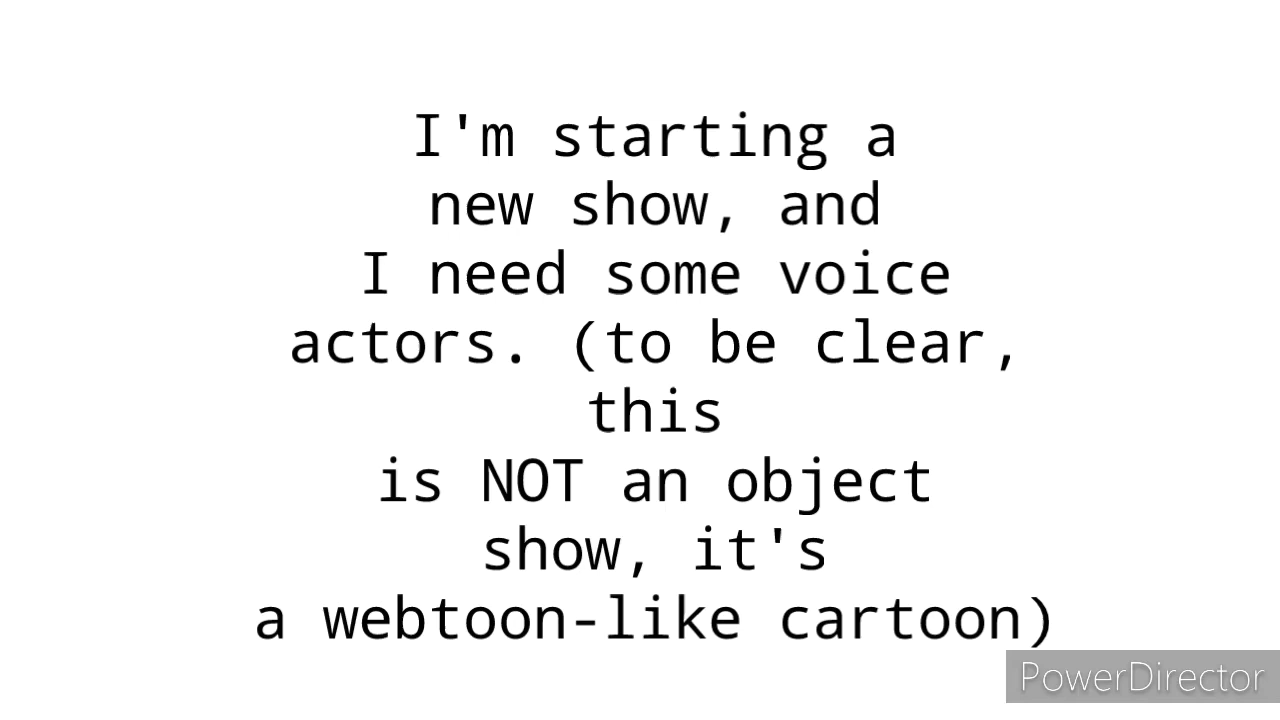 I'm starting a
new show, and
I need some voice
actors. (to be clear,
this
is NOT an object
show, it's
a webtoon-like cartoon)
PowerDirector